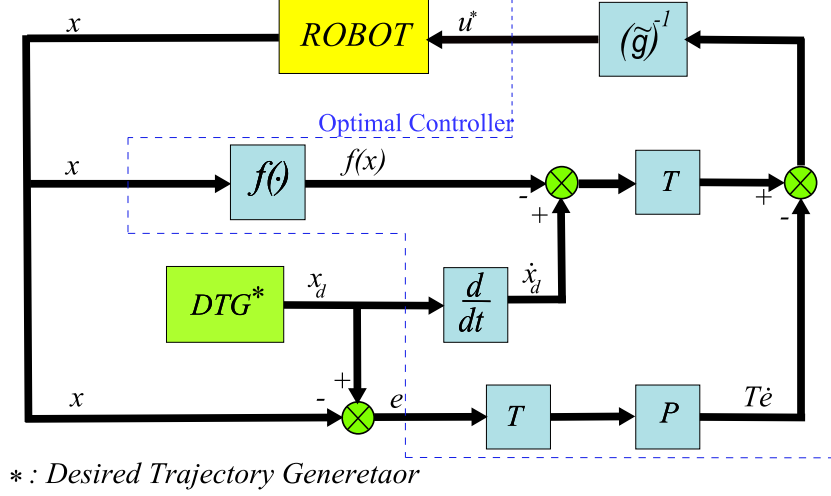 x
ROBOT
u*
(g̃)⁻¹
Optimal Controller
x
f(·)
f(x)
-
+
T
+
-
DTG*
x_d
d/dt
ẋ_d
x
-
+
e
T
P
Tė
* : Desired Trajectory Generetaor